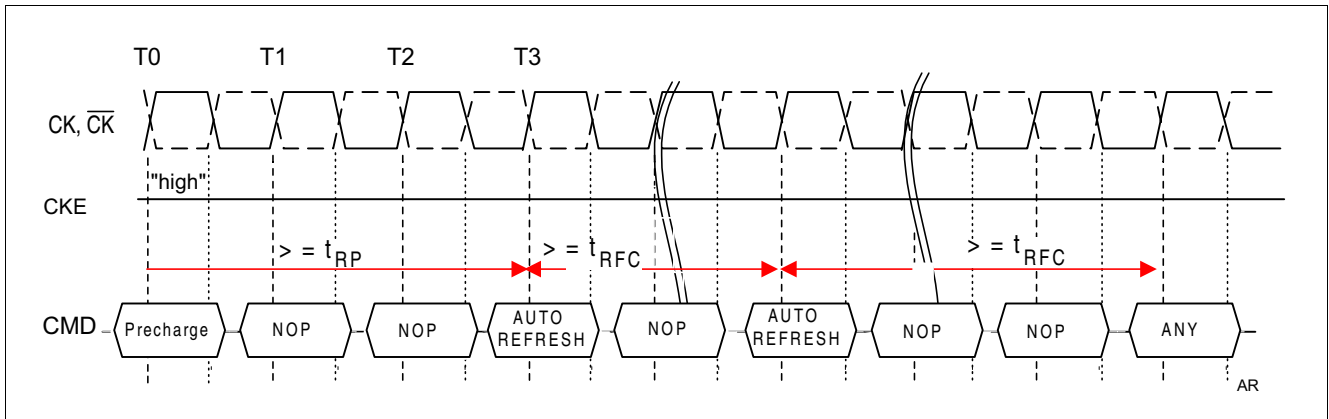 T0 T1 T2 T3
CK, CK
"high"
CKE
> = tRP > = tRFC > = tRFC
CMD Precharge NOP NOP AUTO REFRESH NOP AUTO REFRESH NOP NOP ANY
AR